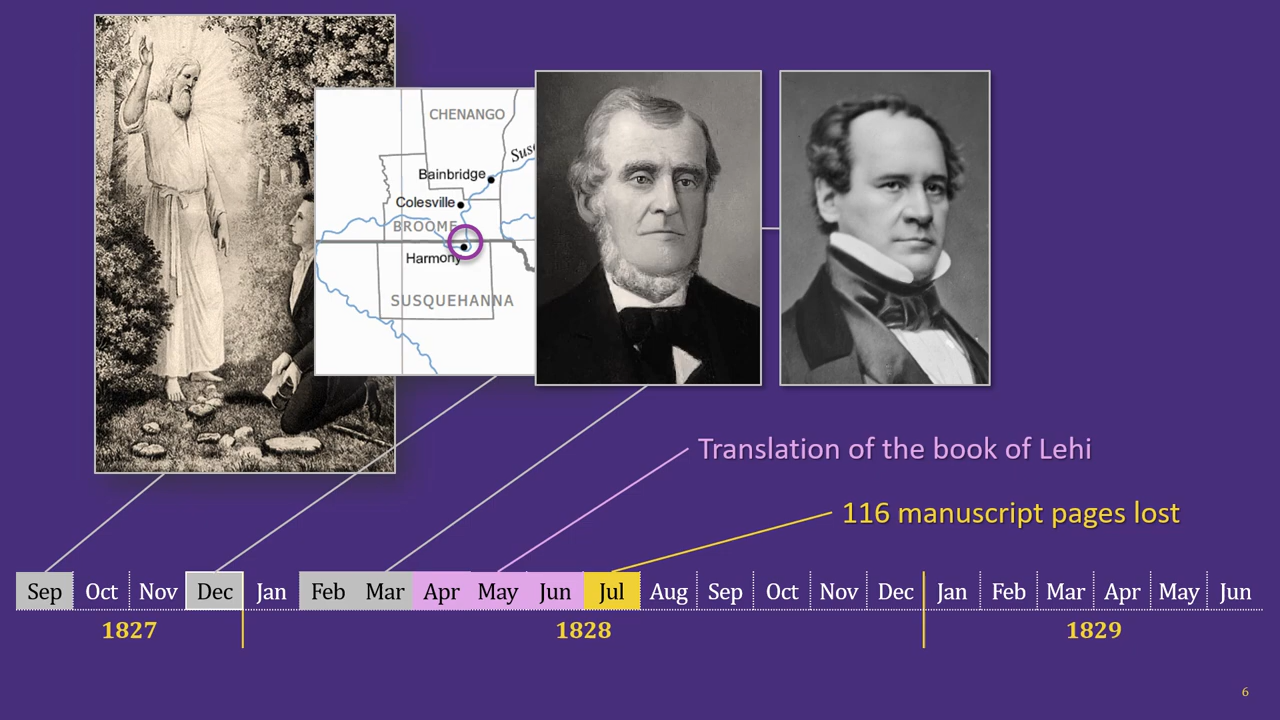 CHENANGO
Susq
Bainbridge
Colesville
BROOME
Harmony
SUSQUEHANNA
Translation of the book of Lehi
116 manuscript pages lost
Sep Oct Nov Dec Jan Feb Mar Apr May Jun Jul Aug Sep Oct Nov Dec Jan Feb Mar Apr May Jun
1827 1828 1829
6